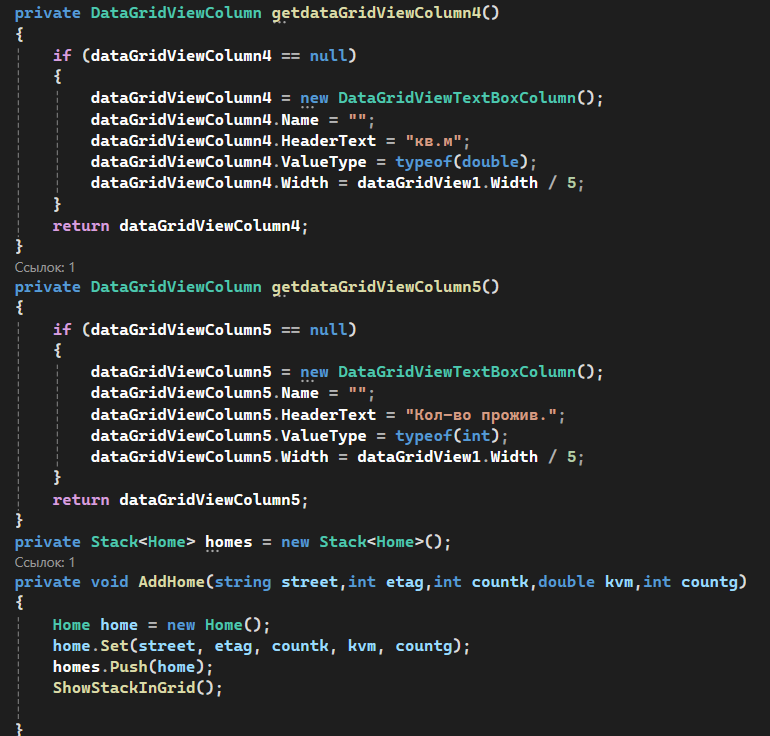 private DataGridViewColumn getdataGridViewColumn4()
{
if (dataGridViewColumn4 == null)
{
dataGridViewColumn4 = new DataGridViewTextBoxColumn();
dataGridViewColumn4.Name = "";
dataGridViewColumn4.HeaderText = "кв.м";
dataGridViewColumn4.ValueType = typeof(double);
dataGridViewColumn4.Width = dataGridView1.Width / 5;
}
return dataGridViewColumn4;
}
Ссылок: 1
private DataGridViewColumn getdataGridViewColumn5()
{
if (dataGridViewColumn5 == null)
{
dataGridViewColumn5 = new DataGridViewTextBoxColumn();
dataGridViewColumn5.Name = "";
dataGridViewColumn5.HeaderText = "Кол-во прожив.";
dataGridViewColumn5.ValueType = typeof(int);
dataGridViewColumn5.Width = dataGridView1.Width / 5;
}
return dataGridViewColumn5;
}
private Stack<Home> homes = new Stack<Home>();
Ссылок: 1
private void AddHome(string street,int etag,int countk,double kvm,int countg)
{
Home home = new Home();
home.Set(street, etag, countk, kvm, countg);
homes.Push(home);
ShowStackInGrid();
}